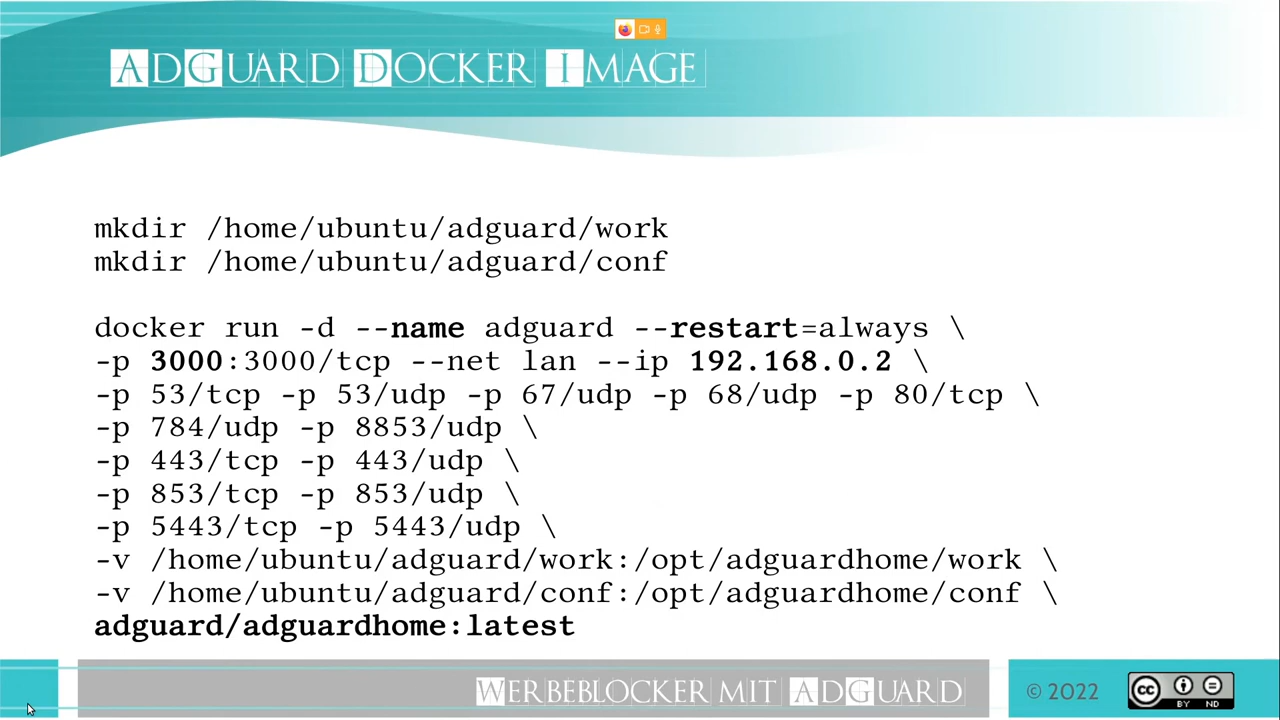 ADGUARD DOCKER IMAGE
mkdir /home/ubuntu/adguard/work
mkdir /home/ubuntu/adguard/conf
docker run -d --name adguard --restart=always \
-p 3000:3000/tcp --net lan --ip 192.168.0.2 \
-p 53/tcp -p 53/udp -p 67/udp -p 68/udp -p 80/tcp \
-p 784/udp -p 8853/udp \
-p 443/tcp -p 443/udp \
-p 853/tcp -p 853/udp \
-p 5443/tcp -p 5443/udp \
-v /home/ubuntu/adguard/work:/opt/adguardhome/work \
-v /home/ubuntu/adguard/conf:/opt/adguardhome/conf \
adguard/adguardhome:latest
WERBEBLOCKER MIT ADGUARD
© 2022
cc BY ND